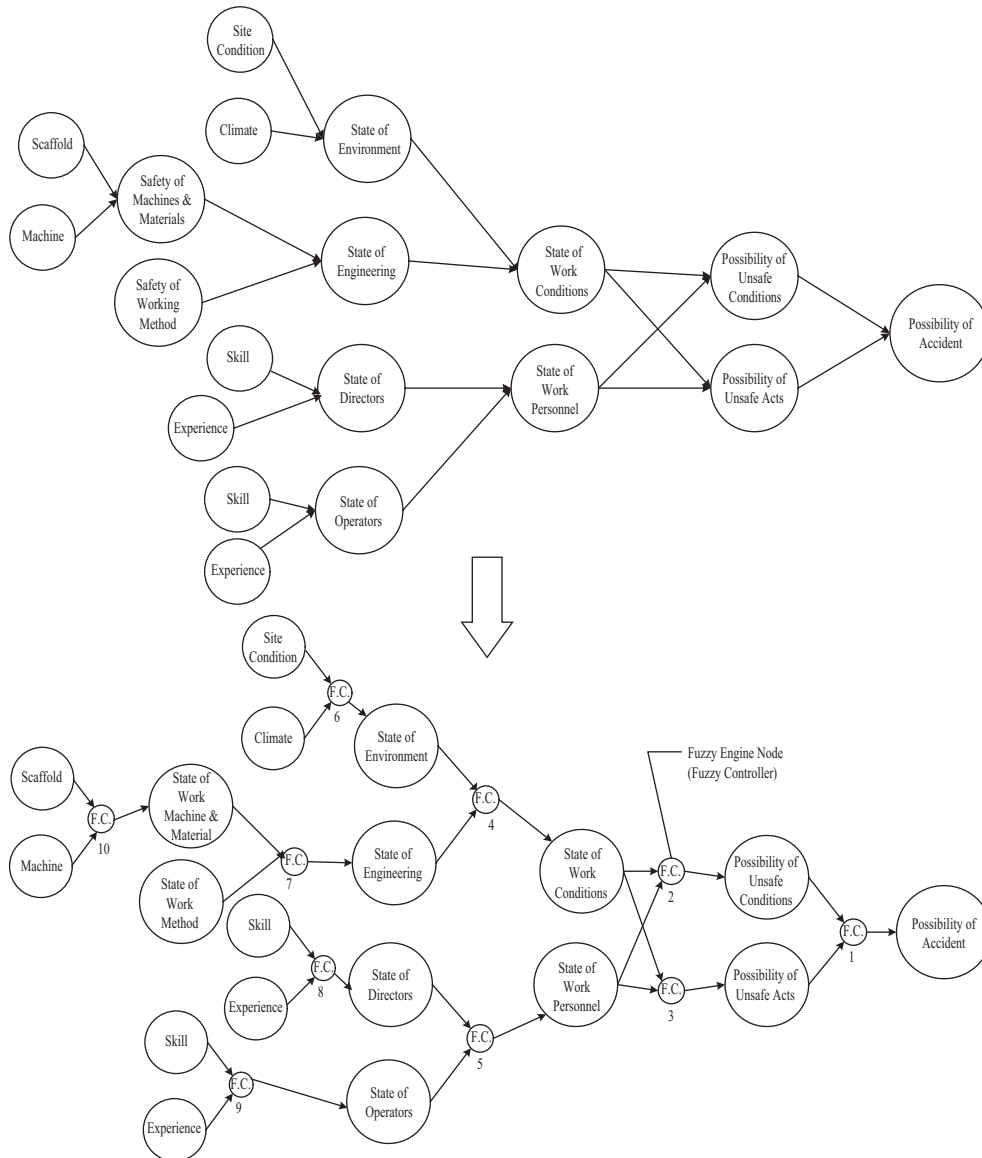 Site
Condition
Climate
State of
Environment
Scaffold
Safety of
Machines &
Materials
Machine
State of
Engineering
Safety of
Working
Method
State of
Work
Conditions
Possibility of
Unsafe
Conditions
Possibility of
Accident
Skill
State of
Directors
Experience
State of
Work
Personnel
Possibility of
Unsafe Acts
Skill
State of
Operators
Experience
Site
Condition
F.C.
6
Climate
State of
Environment
Fuzzy Engine Node
(Fuzzy Controller)
Scaffold
F.C.
10
Machine
State of
Work
Machine &
Material
F.C.
4
F.C.
7
State of
Engineering
State of
Work
Method
State of
Work
Conditions
F.C.
2
Possibility of
Unsafe
Conditions
F.C.
1
Possibility of
Accident
Skill
F.C.
8
Experience
State of
Directors
State of
Work
Personnel
F.C.
3
Possibility of
Unsafe Acts
F.C.
5
Skill
F.C.
9
Experience
State of
Operators